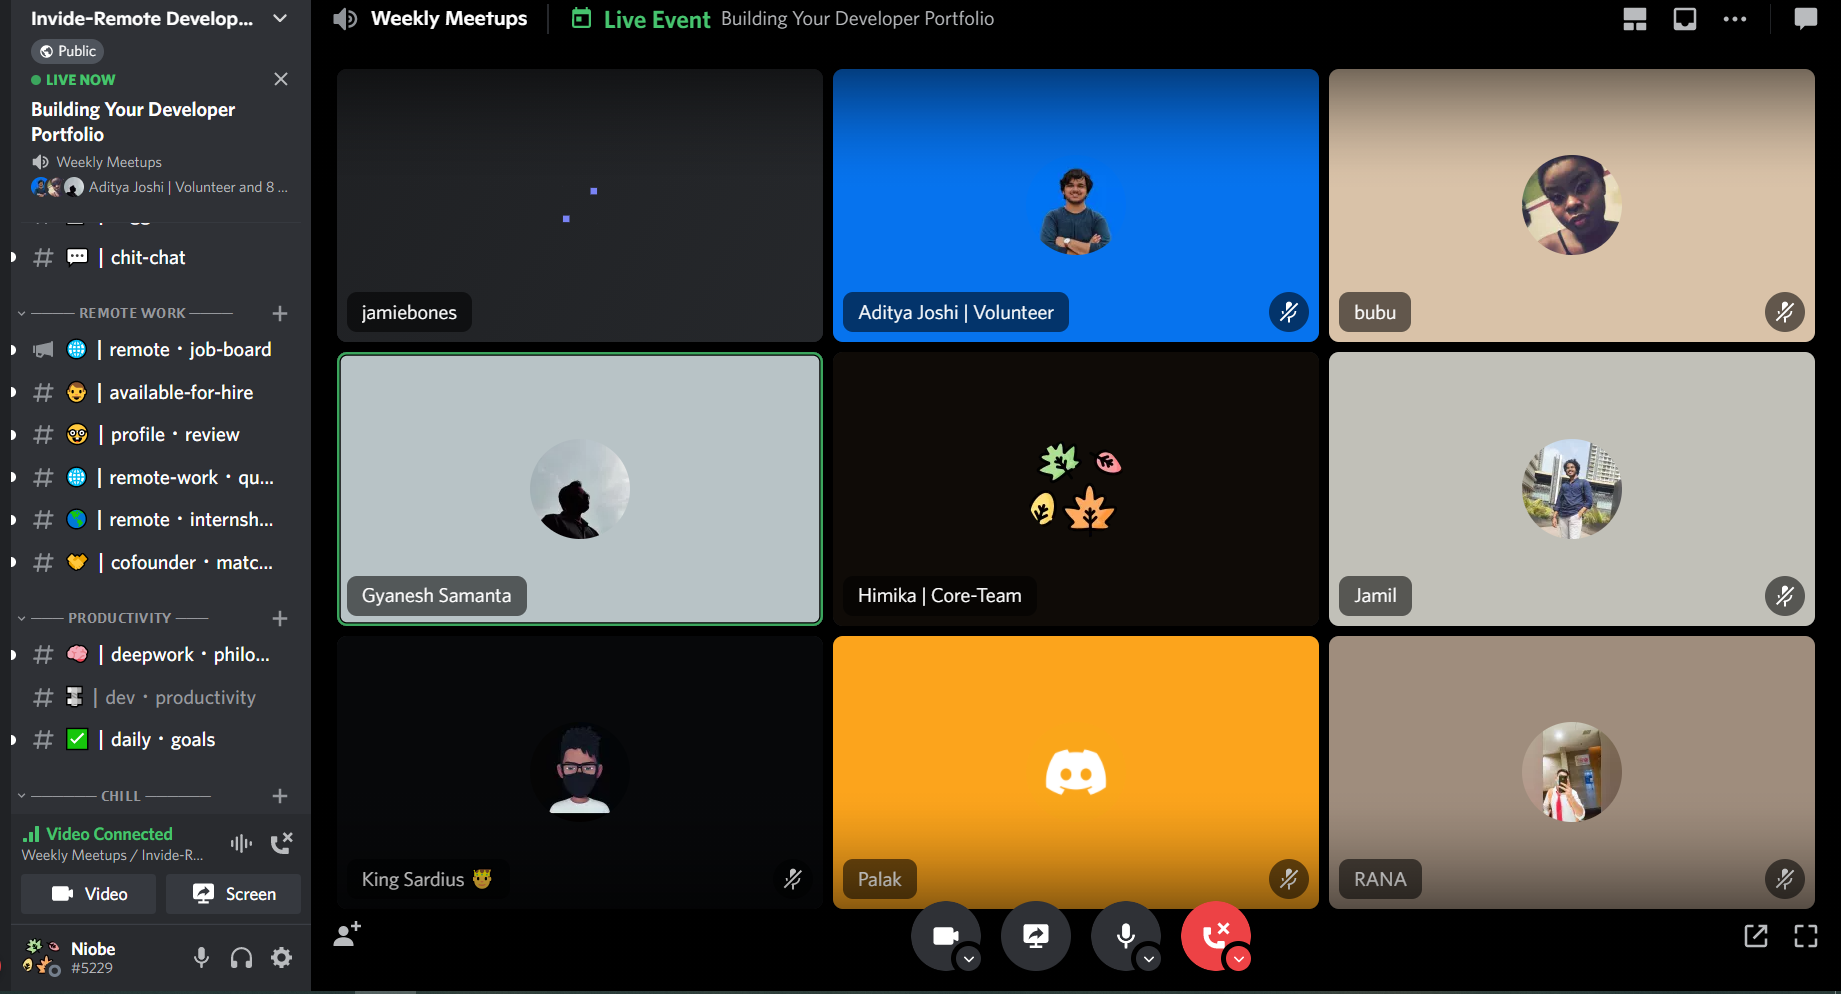 Invide-Remote Develop...
Public
LIVE NOW
Building Your Developer
Portfolio
Weekly Meetups
Aditya Joshi | Volunteer and 8 ...
| chit-chat
REMOTE WORK
| remote・job-board
| available-for-hire
| profile・review
| remote-work・qu...
| remote・internsh...
| cofounder・matc...
PRODUCTIVITY
| deepwork・philo...
| dev・productivity
| daily・goals
CHILL
Video Connected
Weekly Meetups / Invide-R...
Video
Screen
Niobe
#5229
Weekly Meetups
Live Event Building Your Developer Portfolio
jamiebones
Aditya Joshi | Volunteer
bubu
Gyanesh Samanta
Himika | Core-Team
Jamil
King Sardius 🤴
Palak
RANA